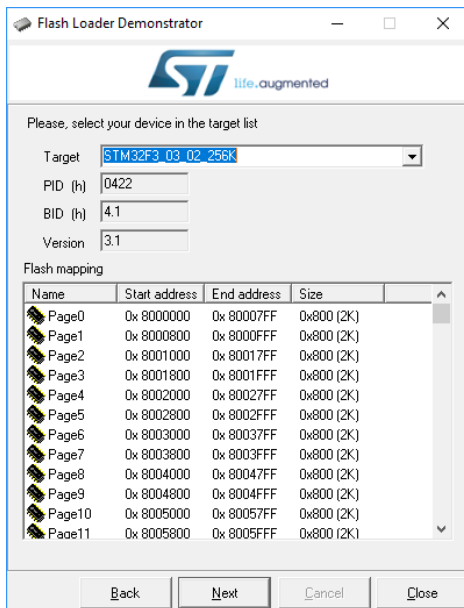 Flash Loader Demonstrator
life.augmented
Please, select your device in the target list
Target STM32F3_03_02_256K
PID (h) 0422
BID (h) 4.1
Version 3.1
Flash mapping
Name Start address End address Size
Page0 0x 8000000 0x 80007FF 0x800 (2K)
Page1 0x 8000800 0x 8000FFF 0x800 (2K)
Page2 0x 8001000 0x 80017FF 0x800 (2K)
Page3 0x 8001800 0x 8001FFF 0x800 (2K)
Page4 0x 8002000 0x 80027FF 0x800 (2K)
Page5 0x 8002800 0x 8002FFF 0x800 (2K)
Page6 0x 8003000 0x 80037FF 0x800 (2K)
Page7 0x 8003800 0x 8003FFF 0x800 (2K)
Page8 0x 8004000 0x 80047FF 0x800 (2K)
Page9 0x 8004800 0x 8004FFF 0x800 (2K)
Page10 0x 8005000 0x 80057FF 0x800 (2K)
Page11 0x 8005800 0x 8005FFF 0x800 (2K)
Back Next Cancel Close